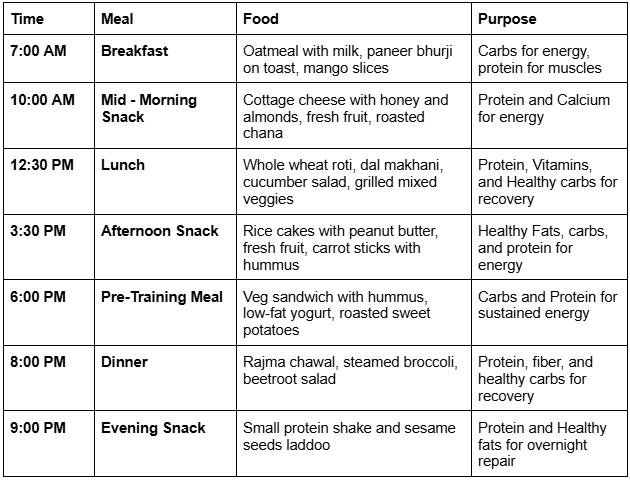 Time Meal Food Purpose
7:00 AM Breakfast Oatmeal with milk, paneer bhurji Carbs for energy,
on toast, mango slices protein for muscles
10:00 AM Mid - Morning Cottage cheese with honey and Protein and Calcium
Snack almonds, fresh fruit, roasted for energy
chana
12:30 PM Lunch Whole wheat roti, dal makhani, Protein, Vitamins,
cucumber salad, grilled mixed and Healthy carbs for
veggies recovery
3:30 PM Afternoon Snack Rice cakes with peanut butter, Healthy Fats, carbs,
fresh fruit, carrot sticks with and protein for
hummus energy
6:00 PM Pre-Training Meal Veg sandwich with hummus, Carbs and Protein for
low-fat yogurt, roasted sweet sustained energy
potatoes
8:00 PM Dinner Rajma chawal, steamed broccoli, Protein, fiber, and
beetroot salad healthy carbs for
recovery
9:00 PM Evening Snack Small protein shake and sesame Protein and Healthy
seeds laddoo fats for overnight
repair